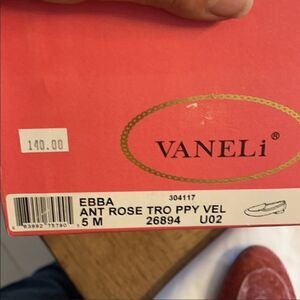 140.00
VANELi®
EBBA 304117
ANT ROSE TRO PPY VEL
5 M 26894 U02